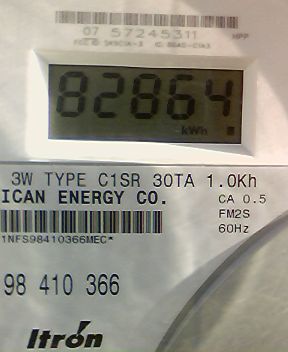 07 57245311
HPP
82864
kWh
3W TYPE C1SR 30TA 1.0Kh
ICAN ENERGY CO.
CA 0.5
FM2S
60Hz
1NFS98410366MEC*
98 410 366
Itron